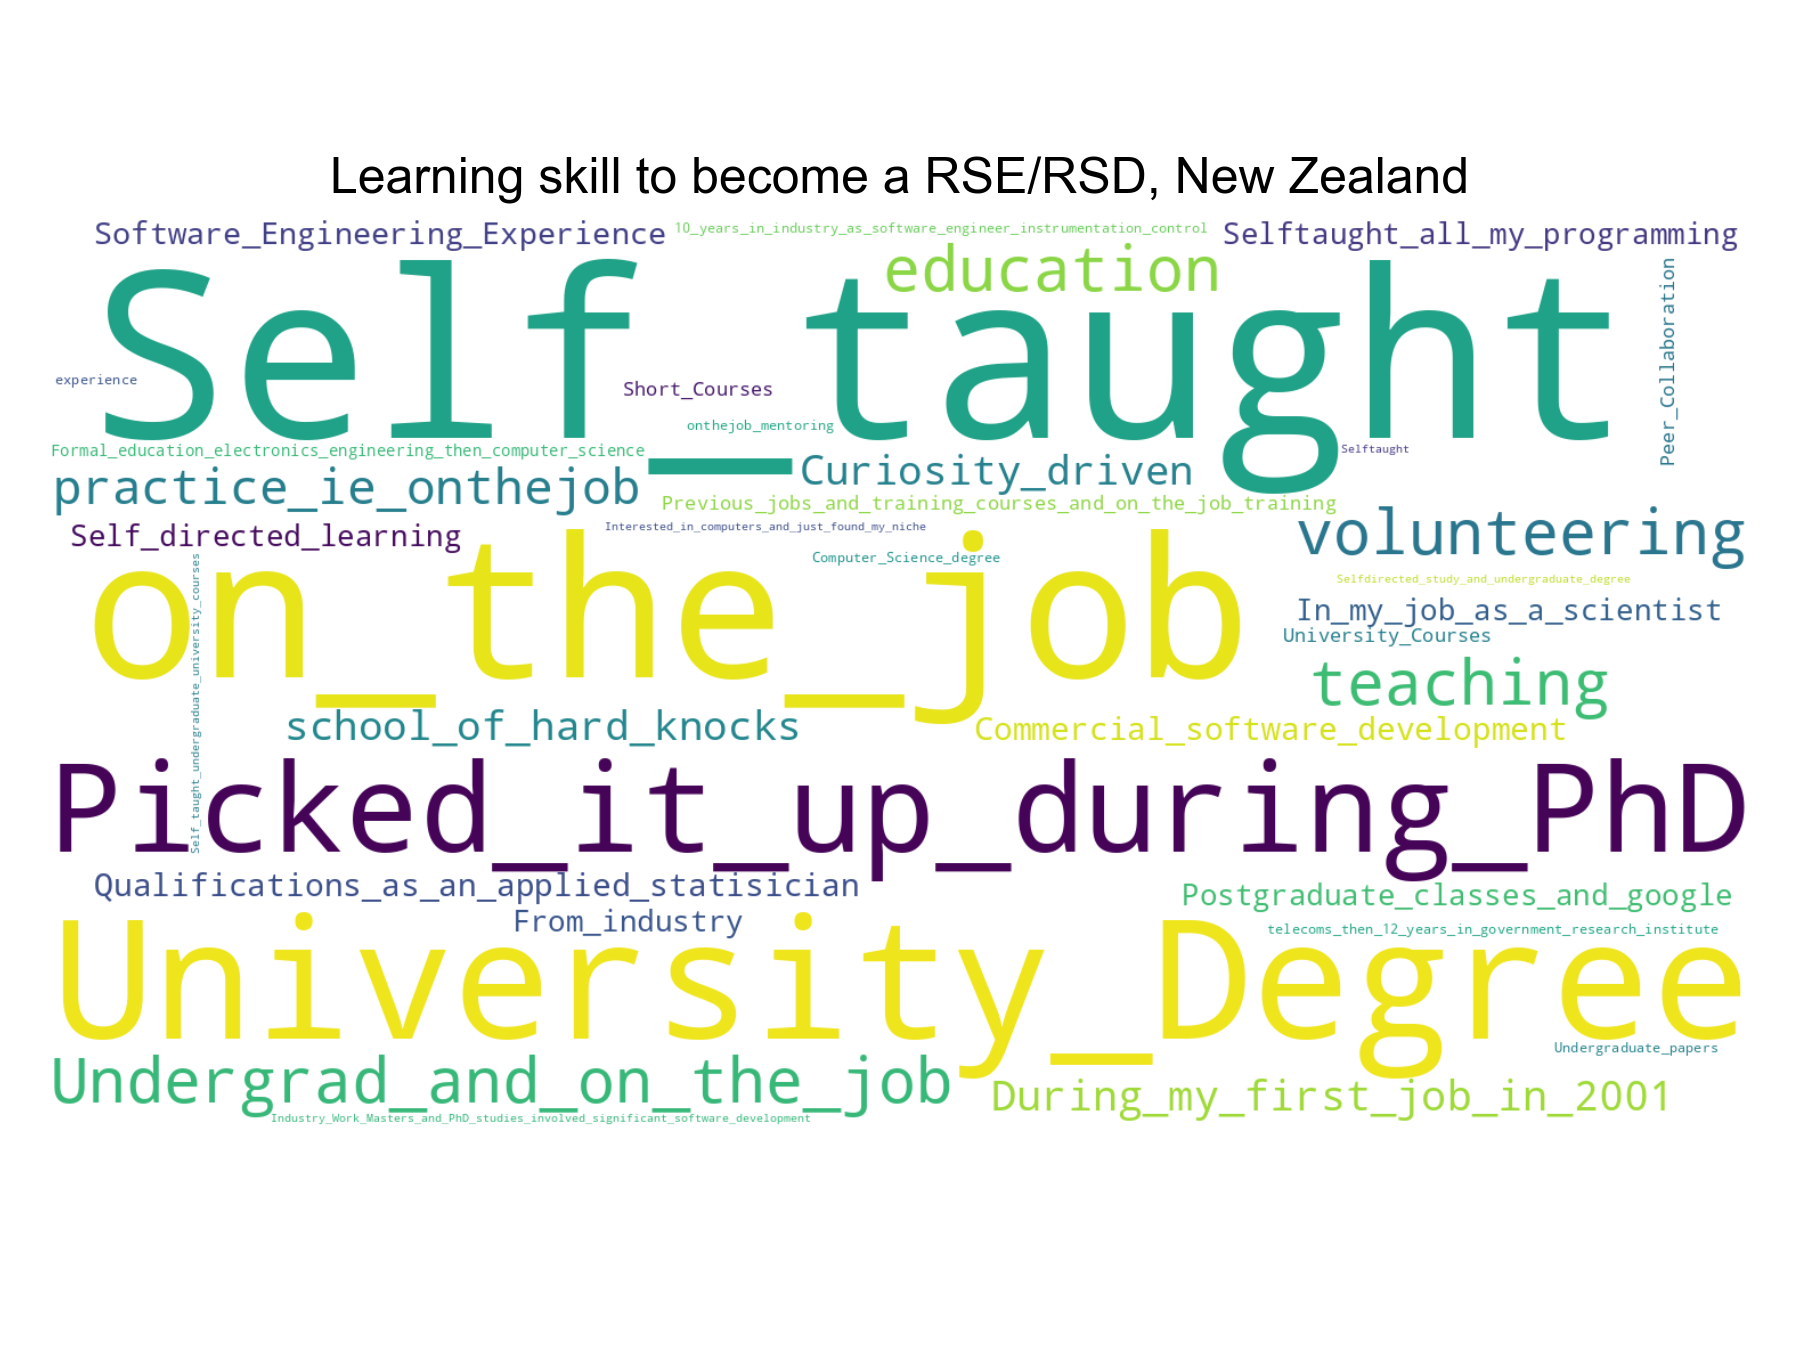 Learning skill to become a RSE/RSD, New Zealand
Software_Engineering_Experience
10_years_in_industry_as_software_engineer_instrumentation_control
Selftaught_all_my_programming
education
Self_taught
Peer_Collaboration
experience
Short_Courses
onthejob_mentoring
Formal_education_electronics_engineering_then_computer_science
Selftaught
Curiosity_driven
practice_ie_onthejob
Previous_jobs_and_training_courses_and_on_the_job_training
Interested_in_computers_and_just_found_my_niche
Self_directed_learning
volunteering
Computer_Science_degree
Selfdirected_study_and_undergraduate_degree
on_the_job
In_my_job_as_a_scientist
University_Courses
teaching
Self_taught_undergraduate_university_courses
school_of_hard_knocks
Commercial_software_development
Picked_it_up_during_PhD
Qualifications_as_an_applied_statisician
Postgraduate_classes_and_google
From_industry
telecoms_then_12_years_in_government_research_institute
University_Degree
Undergraduate_papers
Undergrad_and_on_the_job
During_my_first_job_in_2001
Industry_Work_Masters_and_PhD_studies_involved_significant_software_development